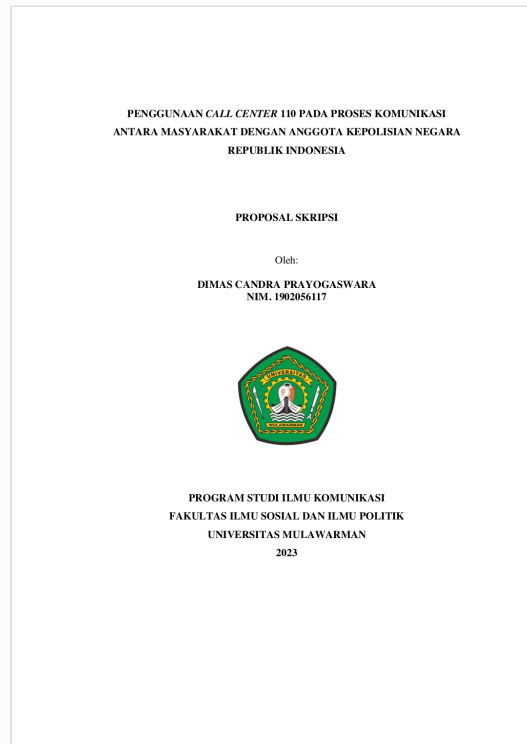 PENGGUNAAN CALL CENTER 110 PADA PROSES KOMUNIKASI
ANTARA MASYARAKAT DENGAN ANGGOTA KEPOLISIAN NEGARA
REPUBLIK INDONESIA
PROPOSAL SKRIPSI
Oleh:
DIMAS CANDRA PRAYOGASWARA
NIM. 1902056117
UNIVERSITAS
MULAWARMAN
PROGRAM STUDI ILMU KOMUNIKASI
FAKULTAS ILMU SOSIAL DAN ILMU POLITIK
UNIVERSITAS MULAWARMAN
2023